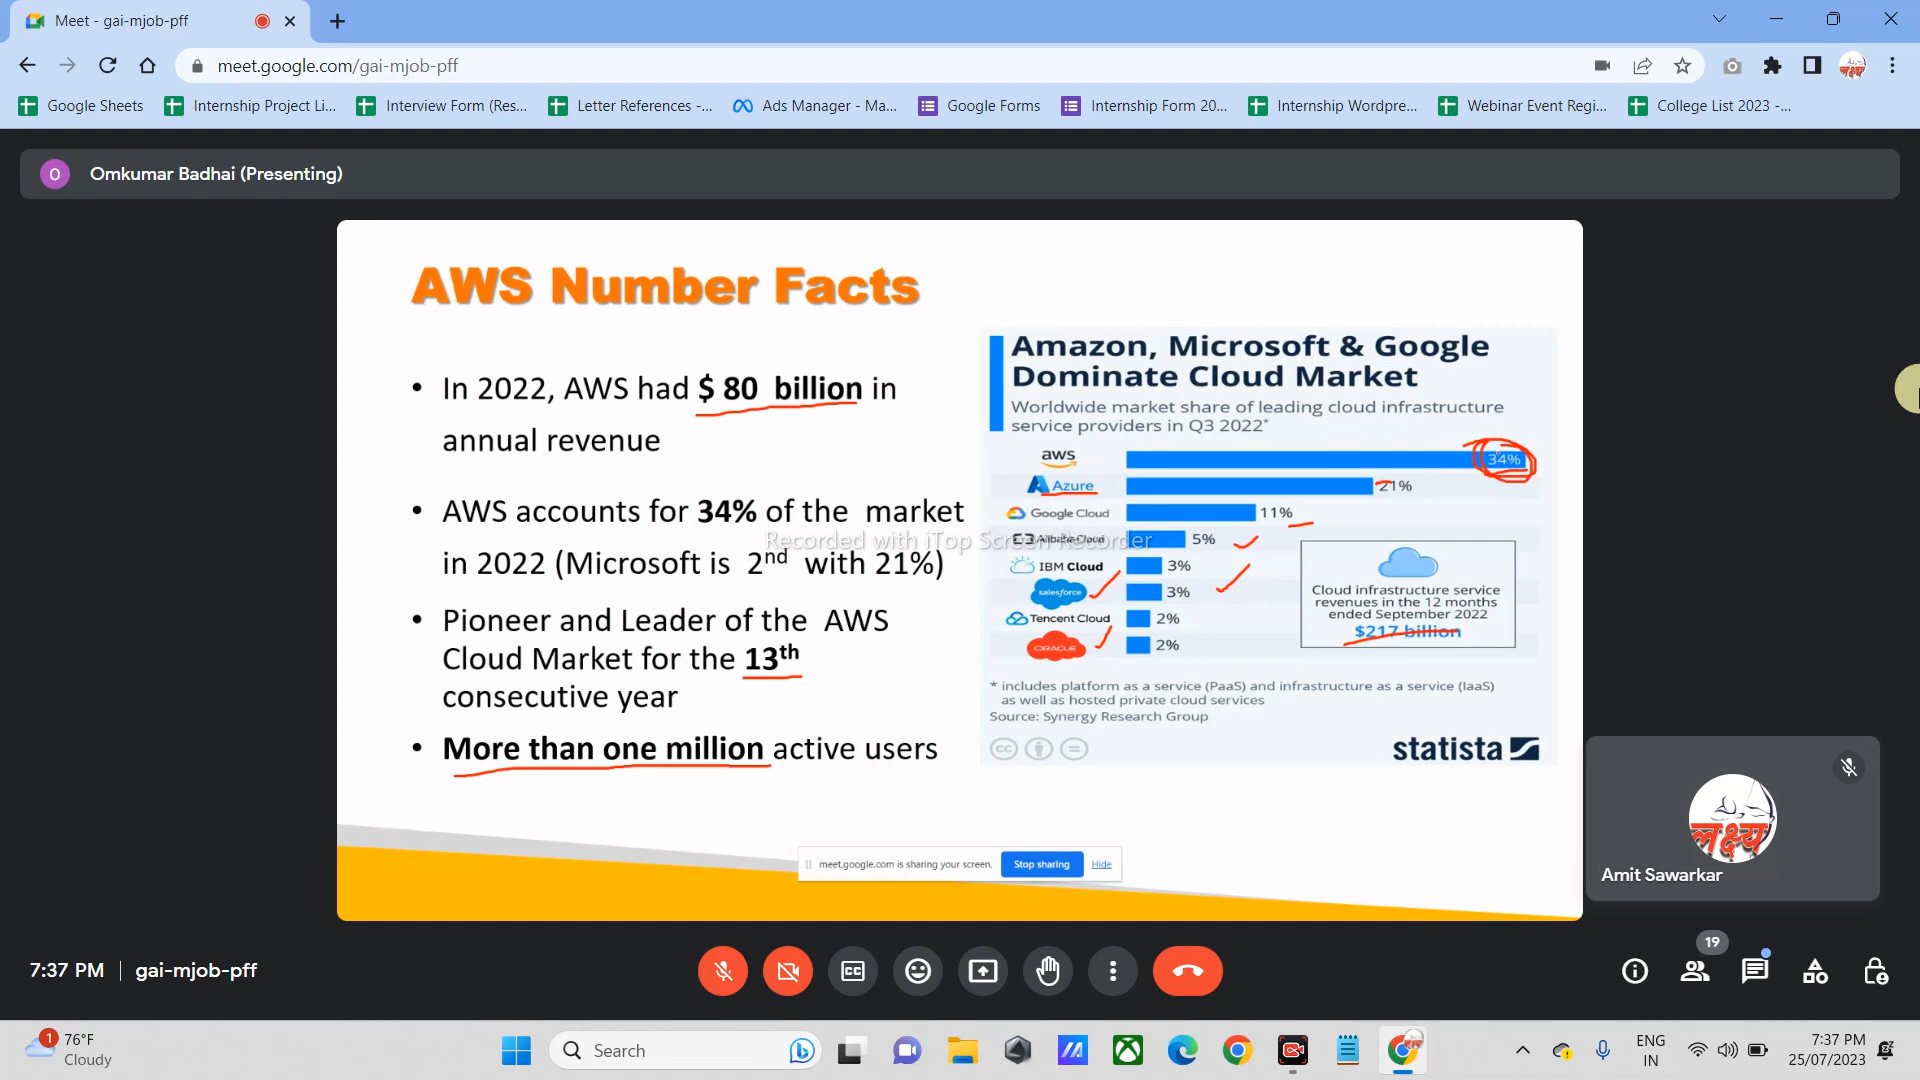 Meet - gai-mjob-pff
meet.google.com/gai-mjob-pff
Google Sheets
Internship Project Li...
Interview Form (Res...
Letter References -...
Ads Manager - Ma...
Google Forms
Internship Form 20...
Internship Wordpre...
Webinar Event Regi...
College List 2023 -...
O
Omkumar Badhai (Presenting)
AWS Number Facts
• In 2022, AWS had $ 80 billion in
annual revenue
• AWS accounts for 34% of the market
in 2022 (Microsoft is 2nd with 21%)
• Pioneer and Leader of the AWS
Cloud Market for the 13th
consecutive year
• More than one million active users
Amazon, Microsoft & Google
Dominate Cloud Market
Worldwide market share of leading cloud infrastructure
service providers in Q3 2022*
aws 34%
Azure 21%
Google Cloud 11%
Alibaba Cloud 5%
IBM Cloud 3%
salesforce 3%
Tencent Cloud 2%
ORACLE 2%
Cloud infrastructure service
revenues in the 12 months
ended September 2022
$217 billion
* includes platform as a service (PaaS) and infrastructure as a service (IaaS)
as well as hosted private cloud services
Source: Synergy Research Group
cc
statista
Recorded with iTop Screen Recorder
meet.google.com is sharing your screen.
Stop sharing
Hide
लक्ष्य
Amit Sawarkar
7:37 PM | gai-mjob-pff
CC
19
1
76°F
Cloudy
Search
ENG
IN
7:37 PM
25/07/2023